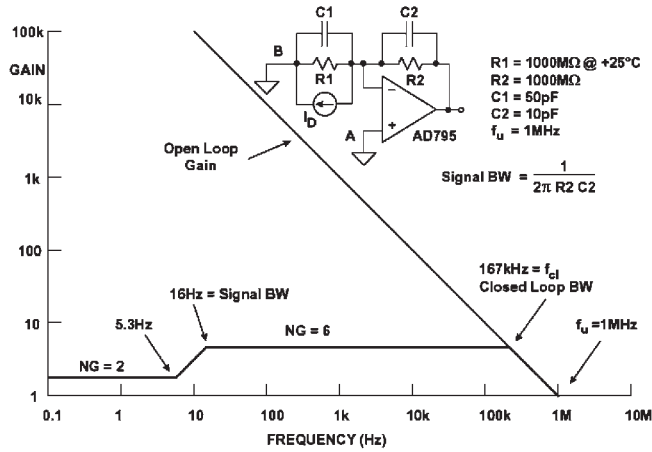 100k
GAIN
10k
1k
100
10
1
0.1
1
10
100
1k
10k
100k
1M
10M
FREQUENCY (Hz)
C1
C2
B
R1
R2
I_D
A
−
+
AD795
R1 = 1000MΩ @ +25°C
R2 = 1000MΩ
C1 = 50pF
C2 = 10pF
f_u = 1MHz
Signal BW = 1 / 2π R2 C2
Open Loop
Gain
167kHz = f_cl
Closed Loop BW
f_u =1MHz
16Hz = Signal BW
5.3Hz
NG = 2
NG = 6